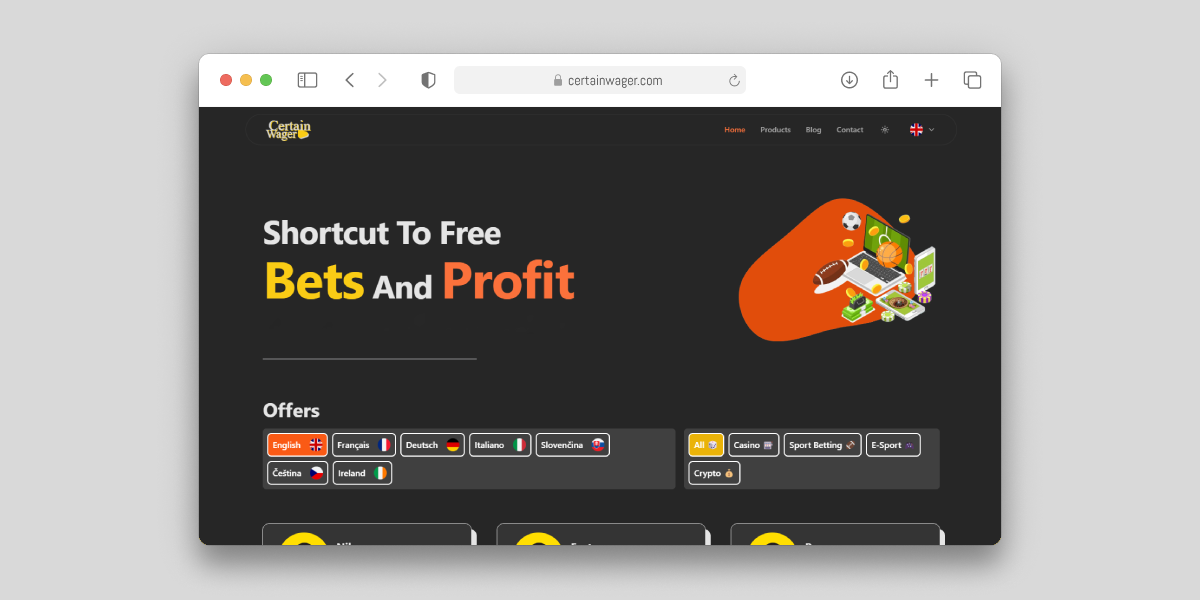 certainwager.com
Certain
Wager
Home Products Blog Contact
Shortcut To Free
Bets And Profit
Offers
English Français Deutsch Italiano Slovenčina
Čeština Ireland
All Casino Sport Betting E-Sport
Crypto